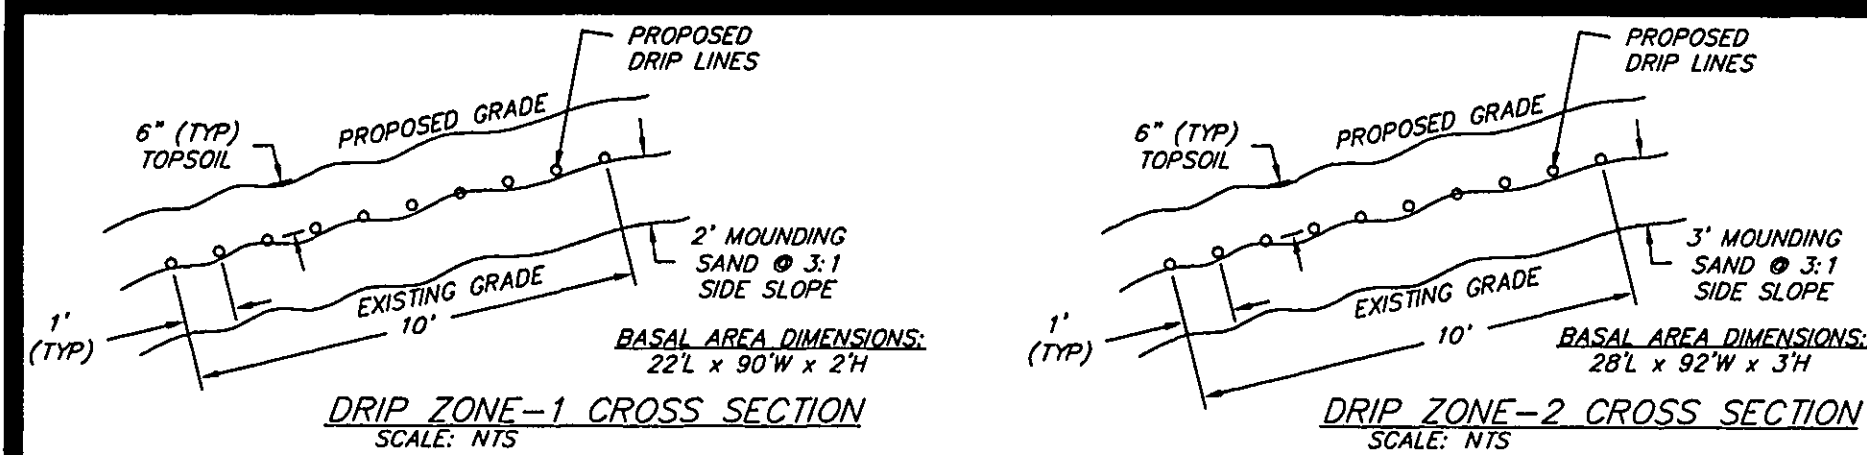 PROPOSED
DRIP LINES
PROPOSED GRADE
6" (TYP)
TOPSOIL
2' MOUNDING
SAND @ 3:1
SIDE SLOPE
EXISTING GRADE
10'
1'
(TYP)
BASAL AREA DIMENSIONS:
22'L x 90'W x 2'H
DRIP ZONE-1 CROSS SECTION
SCALE: NTS
PROPOSED
DRIP LINES
PROPOSED GRADE
6" (TYP)
TOPSOIL
3' MOUNDING
SAND @ 3:1
SIDE SLOPE
EXISTING GRADE
10'
1'
(TYP)
BASAL AREA DIMENSIONS:
28'L x 92'W x 3'H
DRIP ZONE-2 CROSS SECTION
SCALE: NTS